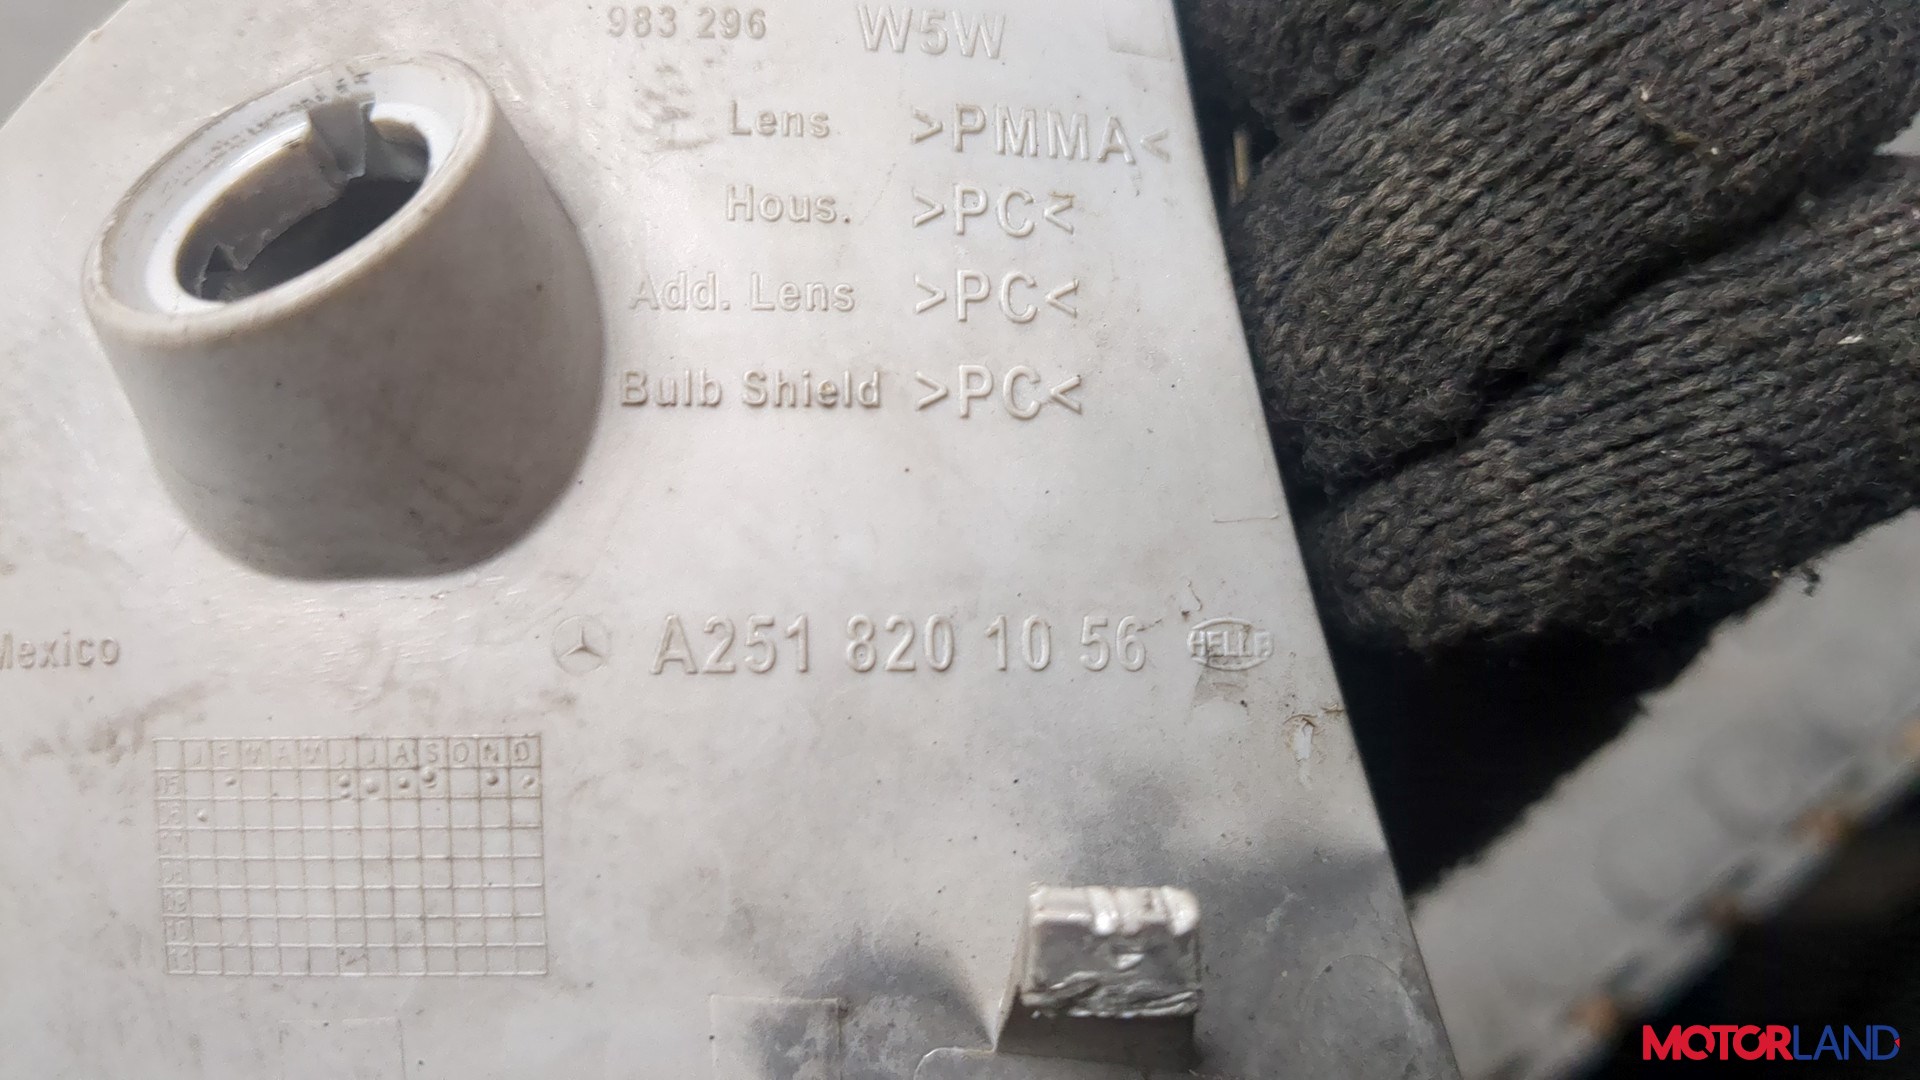 983 296 W5W
Lens >PMMA<
Hous. >PC<
Add. Lens >PC<
Bulb Shield >PC<
Mexico A251 820 10 56 HELLA
J F M A M J J A S O N D
MOTORLAND